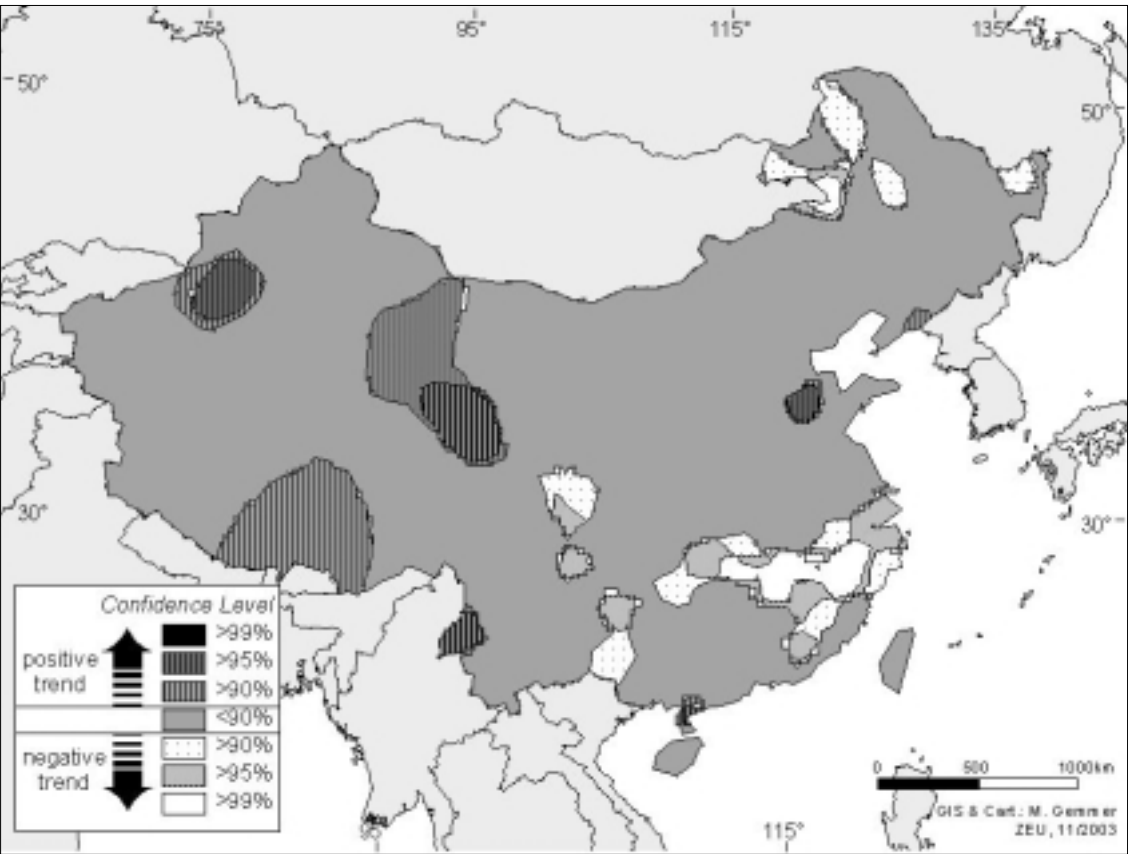 75° 95° 115° 135°
50°
50°
30°
30°
Confidence Level
>99%
positive
trend
>95%
>90%
<90%
negative
trend
>90%
>95%
>99%
0 500 1000km
GIS & Cart.: M. Gemmer
ZEU, 11/2003
95°
115°